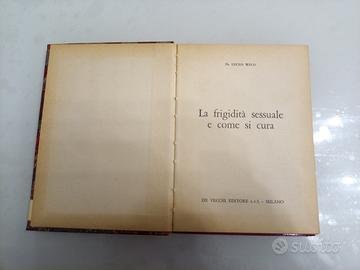 La frigidità sessuale
e come si cura
DE VECCHI EDITORE s.r.l. - MILANO
subito